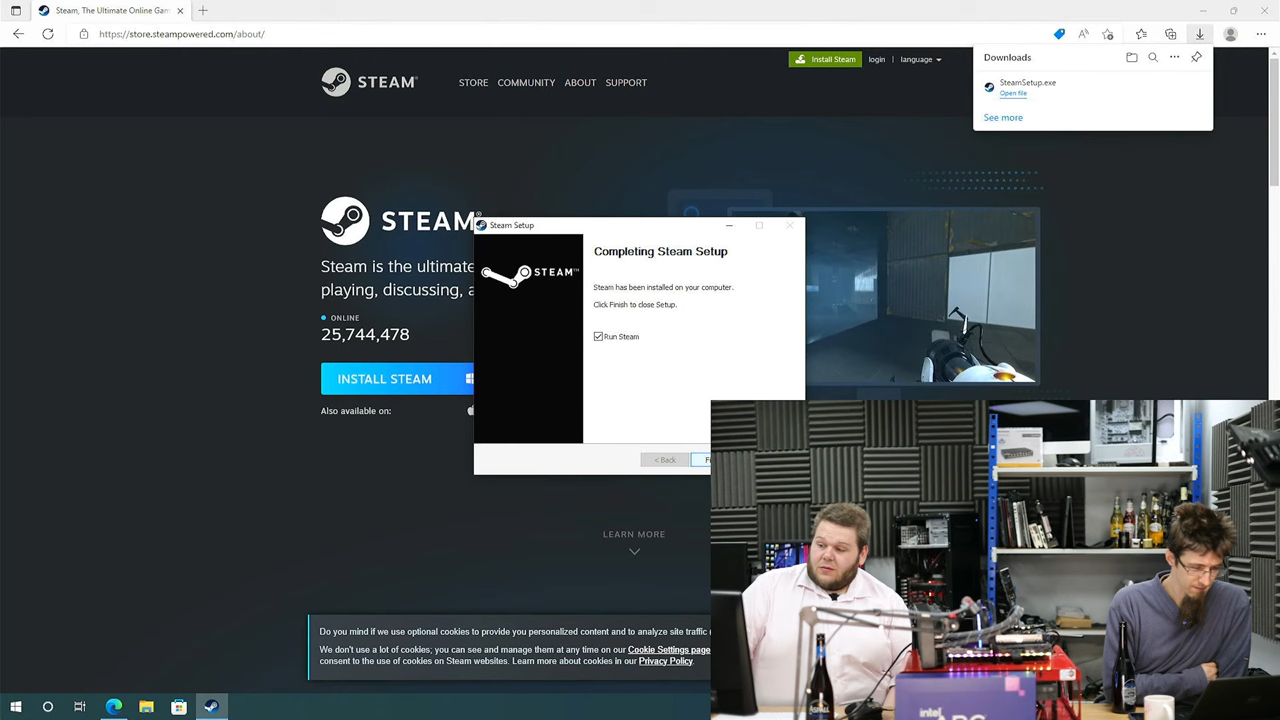 Steam, The Ultimate Online Gam
https://store.steampowered.com/about/
Install Steam
login
language
STEAM
STORE
COMMUNITY
ABOUT
SUPPORT
Downloads
SteamSetup.exe
Open file
See more
STEAM
Steam is the ultimate
playing, discussing, a
ONLINE
25,744,478
INSTALL STEAM
Also available on:
Steam Setup
STEAM™
Completing Steam Setup
Steam has been installed on your computer.
Click Finish to close Setup.
Run Steam
< Back
Fi
LEARN MORE
Do you mind if we use optional cookies to provide you personalized content and to analyze site traffic
We don't use a lot of cookies; you can see and manage them at any time on our Cookie Settings page
consent to the use of cookies on Steam websites. Learn more about cookies in our Privacy Policy.
intel
ARC